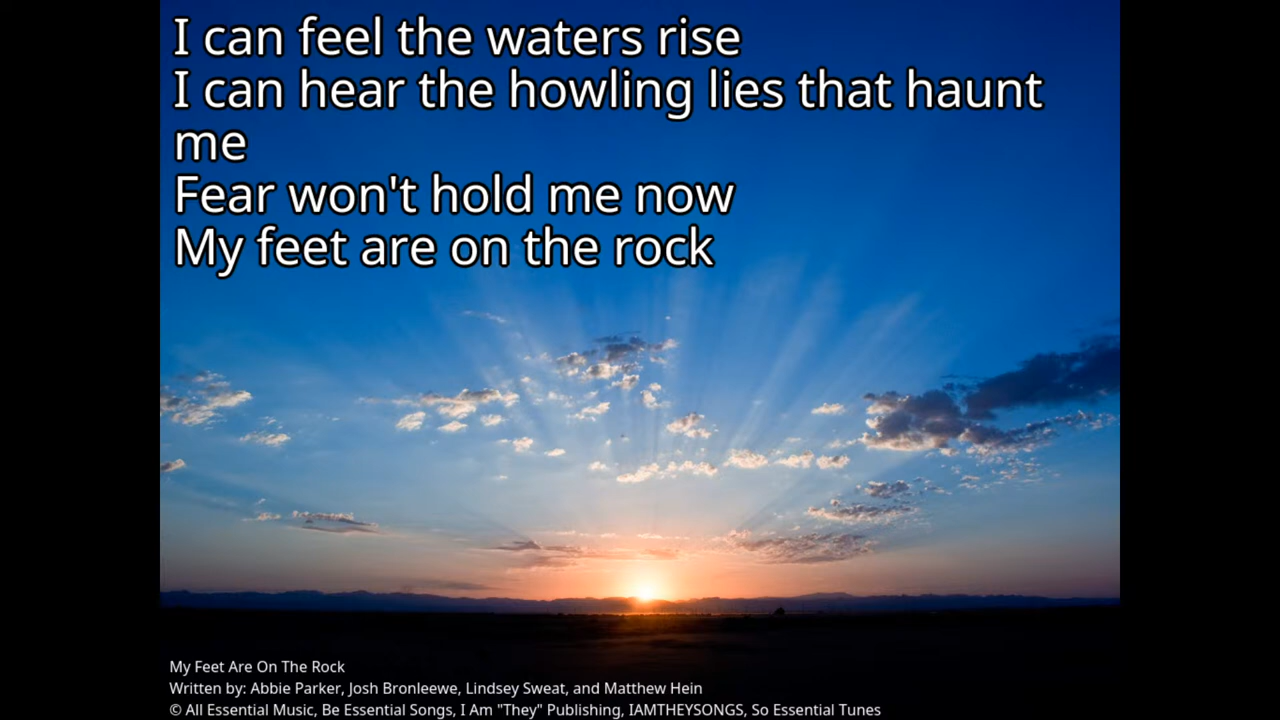 I can feel the waters rise
I can hear the howling lies that haunt
me
Fear won't hold me now
My feet are on the rock
My Feet Are On The Rock
Written by: Abbie Parker, Josh Bronleewe, Lindsey Sweat, and Matthew Hein
© All Essential Music, Be Essential Songs, I Am "They" Publishing, IAMTHEYSONGS, So Essential Tunes